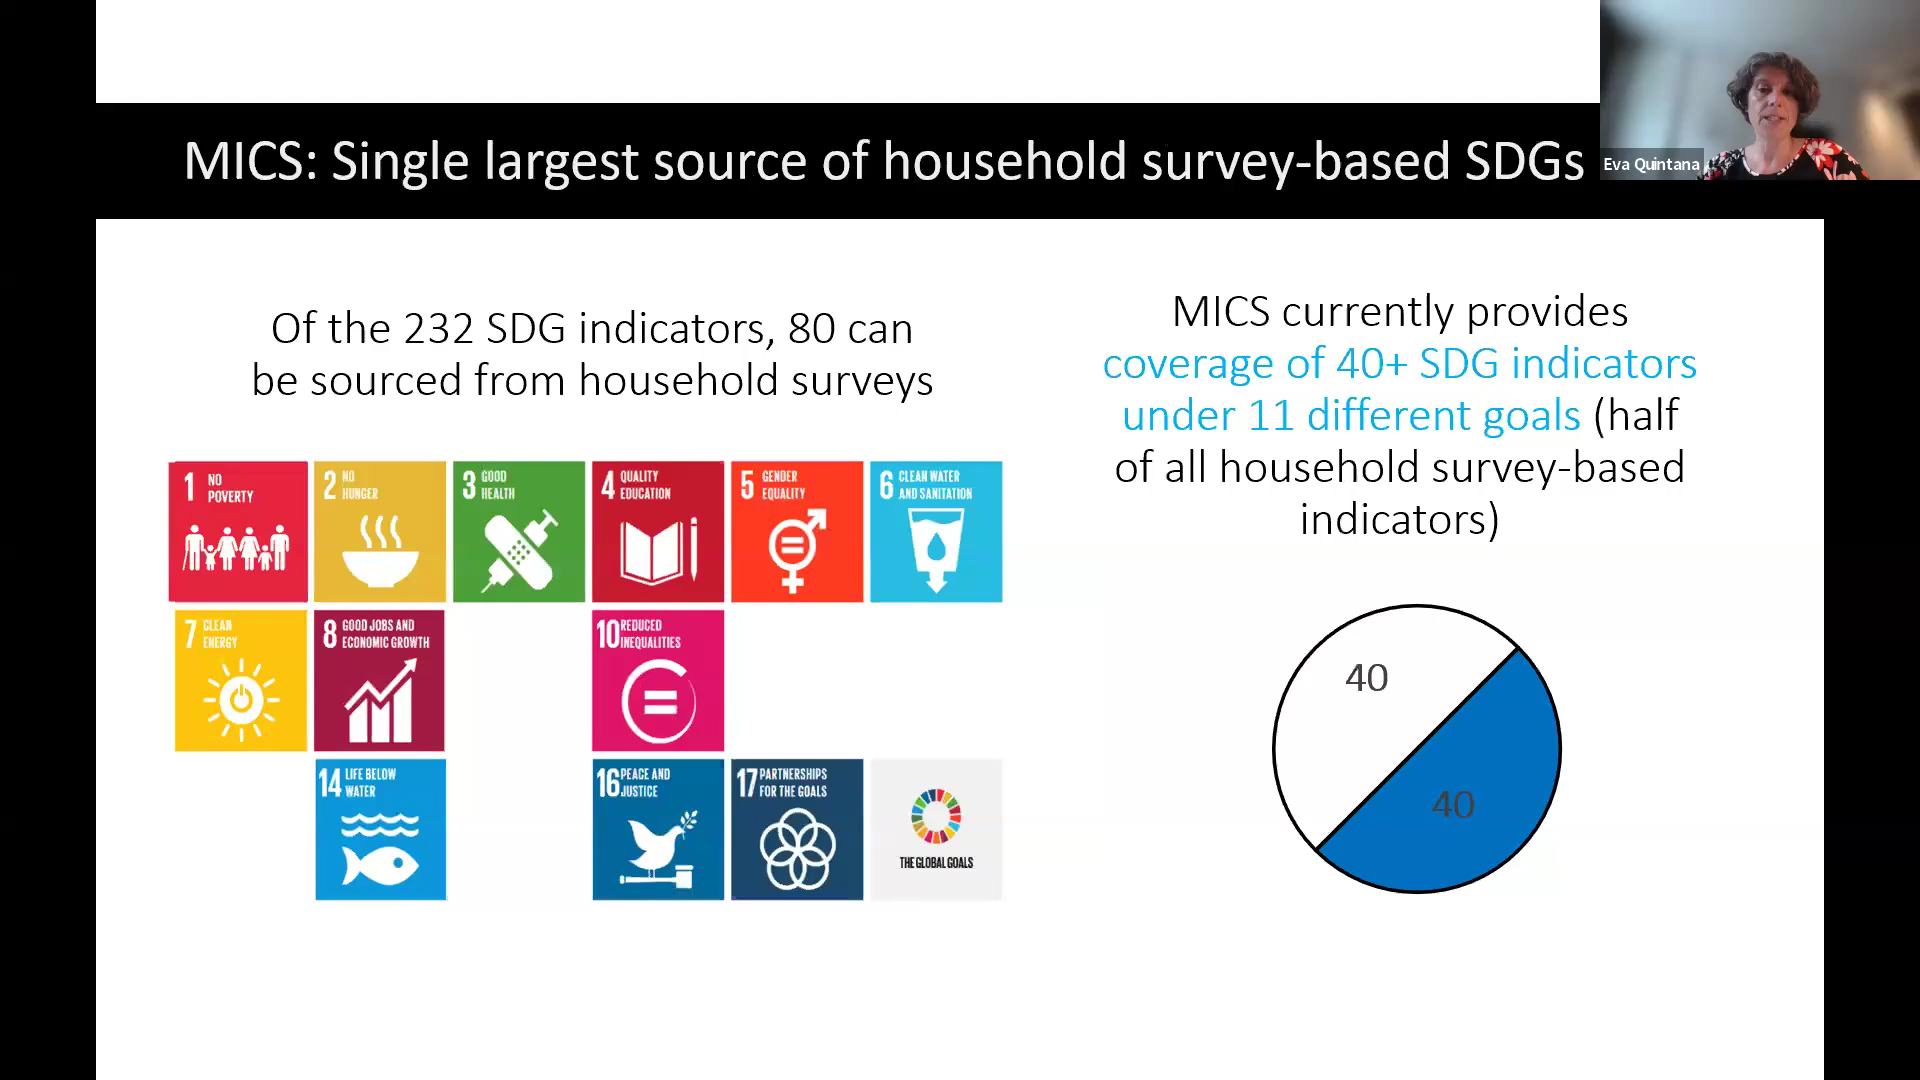 MICS: Single largest source of household survey-based SDGs
Eva Quintana
Of the 232 SDG indicators, 80 can
be sourced from household surveys
MICS currently provides
coverage of 40+ SDG indicators
under 11 different goals (half
of all household survey-based
indicators)
1 NO
POVERTY
2 NO
HUNGER
3 GOOD
HEALTH
4 QUALITY
EDUCATION
5 GENDER
EQUALITY
6 CLEAN WATER
AND SANITATION
7 CLEAN
ENERGY
8 GOOD JOBS AND
ECONOMIC GROWTH
10 REDUCED
INEQUALITIES
14 LIFE BELOW
WATER
16 PEACE AND
JUSTICE
17 PARTNERSHIPS
FOR THE GOALS
THE GLOBAL GOALS
40
40